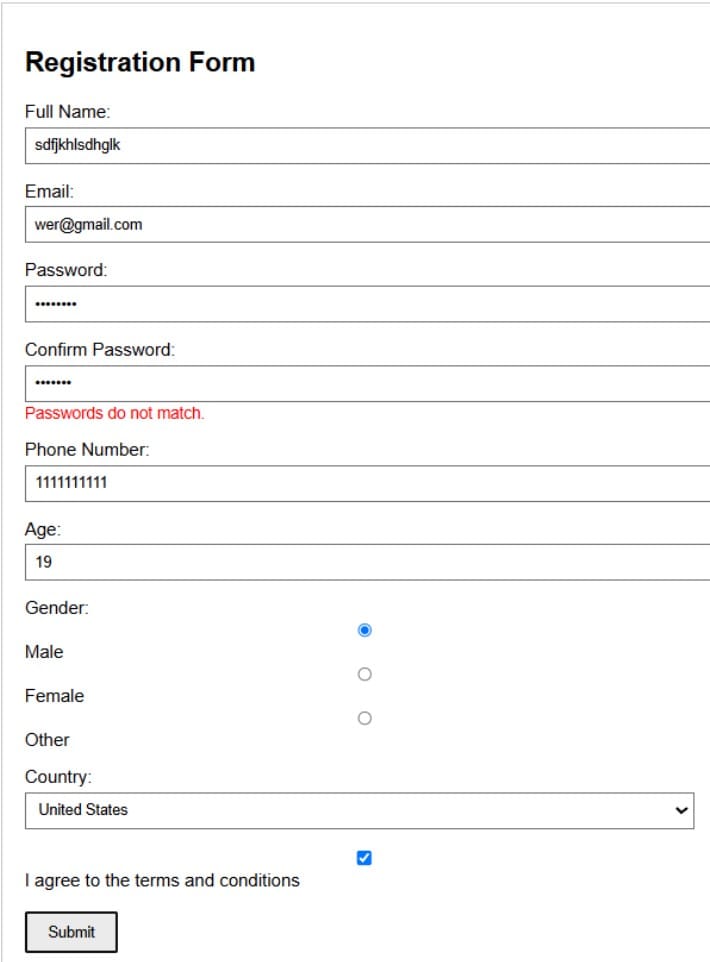 Registration Form
Full Name:
sdfjkhlsdhglk
Email:
wer@gmail.com
Password:
••••••••
Confirm Password:
•••••••
Passwords do not match.
Phone Number:
1111111111
Age:
19
Gender:
Male
Female
Other
Country:
United States
I agree to the terms and conditions
Submit